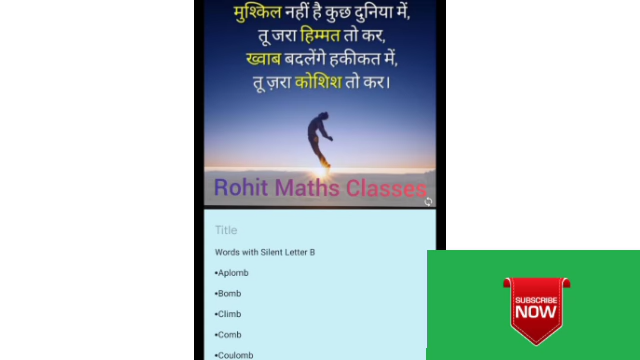 मुश्किल नहीं है कुछ दुनिया में,
तू जरा हिम्मत तो कर,
ख्वाब बदलेंगे हकीकत में,
तू ज़रा कोशिश तो कर।
Rohit Maths Classes
Title
Words with Silent Letter B
•Aplomb
•Bomb
•Climb
•Comb
•Coulomb
SUBSCRIBE
NOW